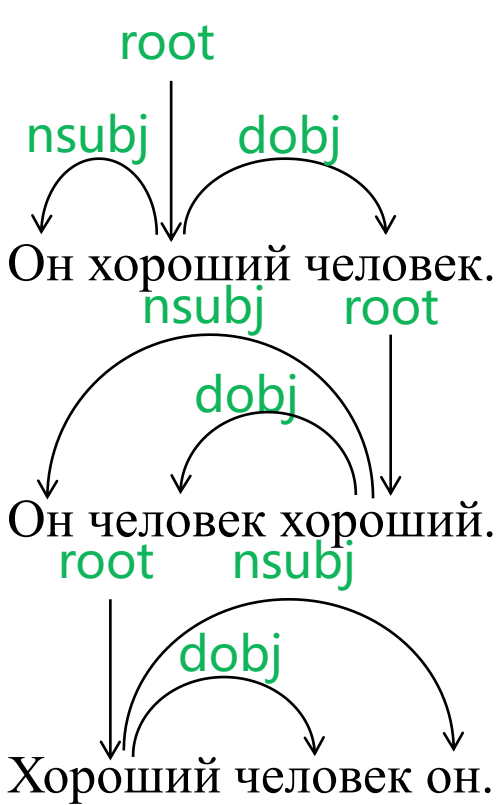 root
nsubj dobj
Он хороший человек.
nsubj root
dobj
Он человек хороший.
root nsubj
dobj
Хороший человек он.